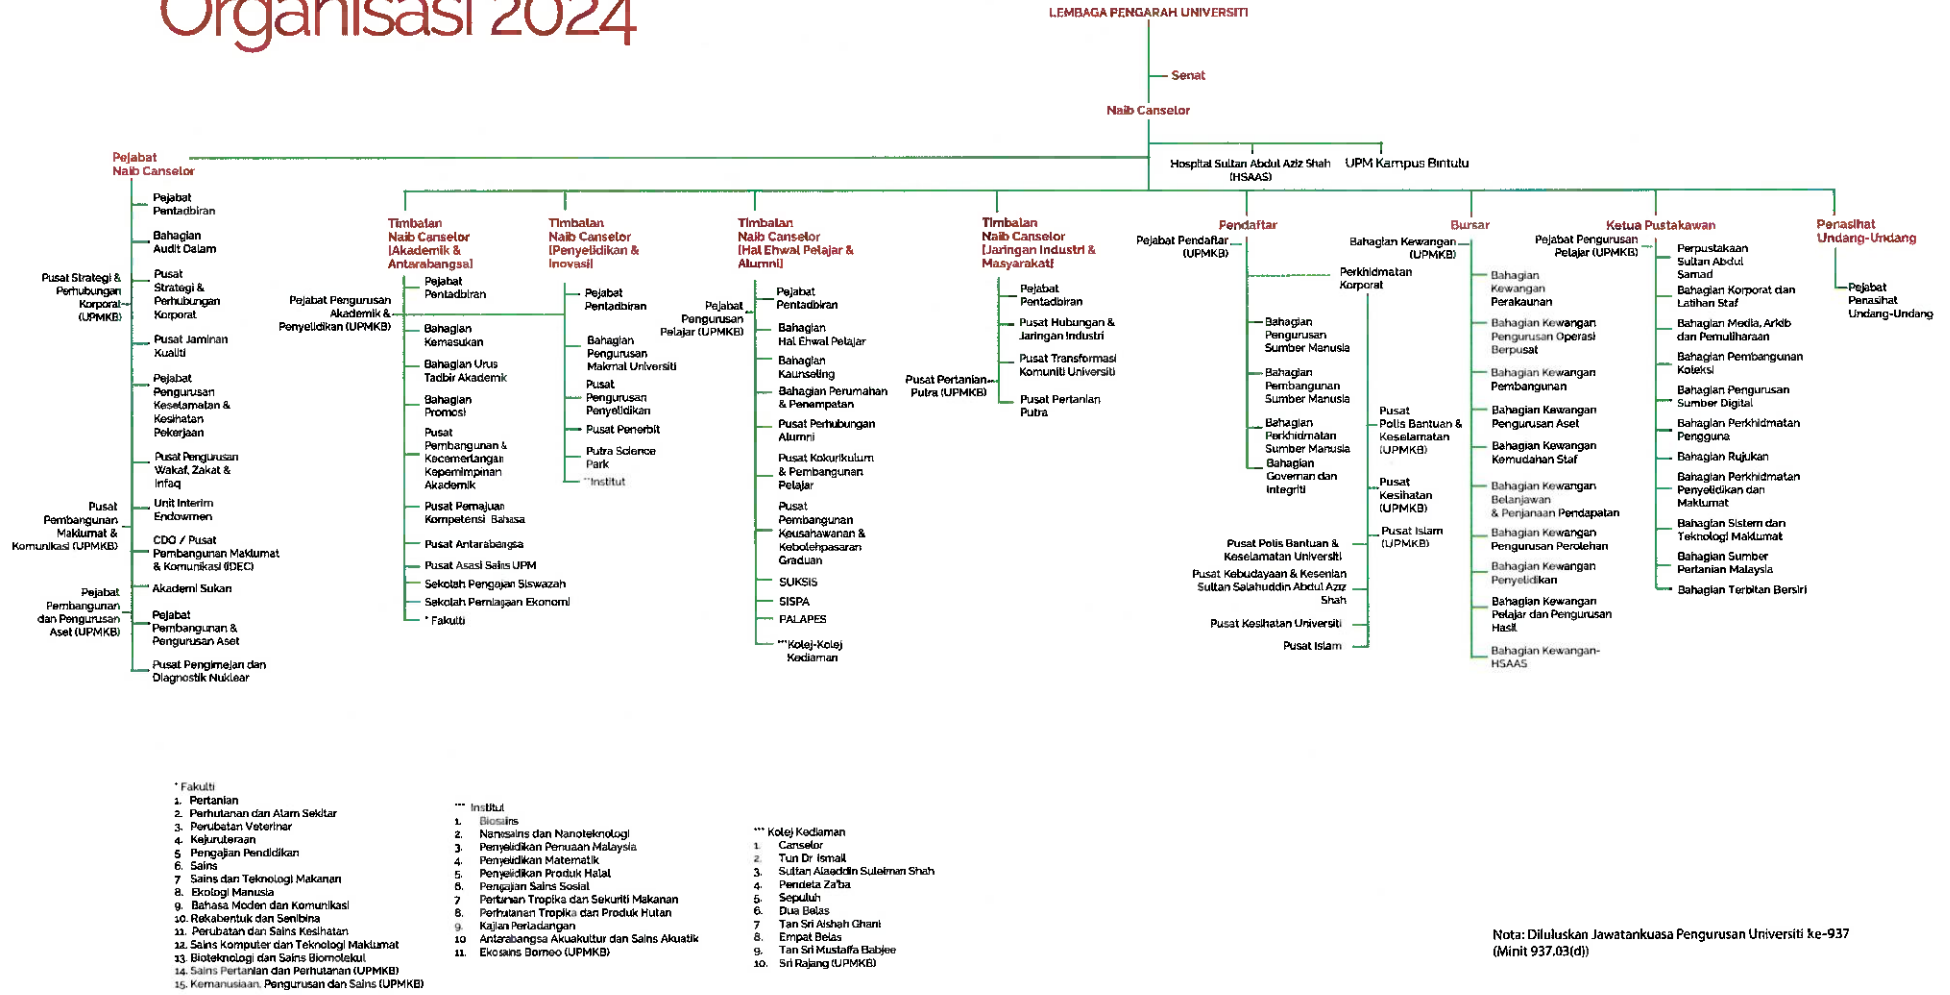 Organisasi 2024
LEMBAGA PENGARAH UNIVERSITI
Senat
Naib Canselor
Hospital Sultan Abdul Aziz Shah
(HSAAS)
UPM Kampus Bintulu
Pejabat
Naib Canselor
Pejabat
Pentadbiran
Bahagian
Audit Dalam
Pusat Strategi &
Perhubungan
Korporat
(UPMKB)
Pusat
Strategi &
Perhubungan
Korporat
Pusat Jaminan
Kualiti
Pejabat
Pengurusan
Keselamatan &
Kesihatan
Pekerjaan
Pusat Pengurusan
Wakaf, Zakat &
Infaq
Unit Interim
Endowmen
Pusat
Pembangunan
Maklumat &
Komunikasi (UPMKB)
CDO / Pusat
Pembangunan Maklumat
& Komunikasi (IDEC)
Akademi Sukan
Pejabat
Pembangunan
dan Pengurusan
Aset (UPMKB)
Pejabat
Pembangunan &
Pengurusan Aset
Pusat Pengimejan dan
Diagnostik Nuklear
Timbalan
Naib Canselor
[Akademik &
Antarabangsa]
Pejabat Pengurusan
Akademik &
Penyelidikan (UPMKB)
Pejabat
Pentadbiran
Bahagian
Kemasukan
Bahagian Urus
Tadbir Akademik
Bahagian
Promosi
Pusat
Pembangunan &
Kecemerlangan
Kepemimpinan
Akademik
Pusat Pemajuan
Kompetensi Bahasa
Pusat Antarabangsa
Pusat Asasi Sains UPM
Sekolah Pengajian Siswazah
Sekolah Perniagaan Ekonomi
* Fakulti
Timbalan
Naib Canselor
[Penyelidikan &
Inovasi]
Pejabat
Pentadbiran
Bahagian
Pengurusan
Makmal Universiti
Pusat
Pengurusan
Penyelidikan
Pusat Penerbit
Putra Science
Park
**Institut
Timbalan
Naib Canselor
[Hal Ehwal Pelajar &
Alumni]
Pejabat
Pengurusan
Pelajar (UPMKB)
Pejabat
Pentadbiran
Bahagian
Hal Ehwal Pelajar
Bahagian
Kaunseling
Bahagian Perumahan
& Penempatan
Pusat Perhubungan
Alumni
Pusat Kokurikulum
& Pembangunan
Pelajar
Pusat
Pembangunan
Keusahawanan &
Kebolehpasaran
Graduan
SUKSIS
SISPA
PALAPES
***Kolej-Kolej
Kediaman
Timbalan
Naib Canselor
[Jaringan Industri &
Masyarakat]
Pejabat
Pentadbiran
Pusat Hubungan &
Jaringan Industri
Pusat Transformasi
Komuniti Universiti
Pusat Pertanian
Putra (UPMKB)
Pusat Pertanian
Putra
Pendaftar
Pejabat Pendaftar
(UPMKB)
Perkhidmatan
Korporat
Bahagian
Pengurusan
Sumber Manusia
Bahagian
Pembangunan
Sumber Manusia
Bahagian
Perkhidmatan
Sumber Manusia
Bahagian
Governan dan
Integriti
Pusat
Polis Bantuan &
Keselamatan
(UPMKB)
Pusat
Kesihatan
(UPMKB)
Pusat Islam
(UPMKB)
Pusat Polis Bantuan &
Keselamatan Universiti
Pusat Kebudayaan & Kesenian
Sultan Salahuddin Abdul Aziz
Shah
Pusat Kesihatan Universiti
Pusat Islam
Bursar
Bahagian Kewangan
(UPMKB)
Bahagian
Kewangan
Perakaunan
Bahagian Kewangan
Pengurusan Operasi
Berpusat
Bahagian Kewangan
Pembangunan
Bahagian Kewangan
Pengurusan Aset
Bahagian Kewangan
Kemudahan Staf
Bahagian Kewangan
Belanjawan
& Penjanaan Pendapatan
Bahagian Kewangan
Pengurusan Perolehan
Bahagian Kewangan
Penyelidikan
Bahagian Kewangan
Pelajar dan Pengurusan
Hasil
Bahagian Kewangan-
HSAAS
Ketua Pustakawan
Pejabat Pengurusan
Pelajar (UPMKB)
Perpustakaan
Sultan Abdul
Samad
Bahagian Korporat dan
Latihan Staf
Bahagian Media, Arkib
dan Pemuliharaan
Bahagian Pembangunan
Koleksi
Bahagian Pengurusan
Sumber Digital
Bahagian Perkhidmatan
Pengguna
Bahagian Rujukan
Bahagian Perkhidmatan
Penyelidikan dan
Maklumat
Bahagian Sistem dan
Teknologi Maklumat
Bahagian Sumber
Pertanian Malaysia
Bahagian Terbitan Bersiri
Penasihat
Undang-Undang
Pejabat
Penasihat
Undang-Undang
* Fakulti
1. Pertanian
2. Perhutanan dan Alam Sekitar
3. Perubatan Veterinar
4. Kejuruteraan
5 Pengajian Pendidikan
6. Sains
7 Sains dan Teknologi Makanan
8. Ekologi Manusia
9. Bahasa Moden dan Komunikasi
10. Rekabentuk dan Senibina
11. Perubatan dan Sains Kesihatan
12. Sains Komputer dan Teknologi Maklumat
13. Bioteknologi dan Sains Biomolekul
14. Sains Pertanian dan Perhutanan (UPMKB)
15. Kemanusiaan, Pengurusan dan Sains (UPMKB)
*** Institut
1. Biosains
2. Nanosains dan Nanoteknologi
3. Penyelidikan Penuaan Malaysia
4. Penyelidikan Matematik
5. Penyelidikan Produk Halal
6. Pengajian Sains Sosial
7 Pertanian Tropika dan Sekuriti Makanan
8. Perhutanan Tropika dan Produk Hutan
9. Kajian Perladangan
10 Antarabangsa Akuakultur dan Sains Akuatik
11. Ekosains Borneo (UPMKB)
*** Kolej Kediaman
1. Canselor
2. Tun Dr Ismail
3. Sultan Alaeddin Suleiman Shah
4. Pendeta Za'ba
5. Sepuluh
6. Dua Belas
7 Tan Sri Aishah Ghani
8. Empat Belas
9. Tan Sri Mustaffa Babjee
10. Sri Rajang (UPMKB)
Nota: Diluluskan Jawatankuasa Pengurusan Universiti ke-937
(Minit 937.03(d))